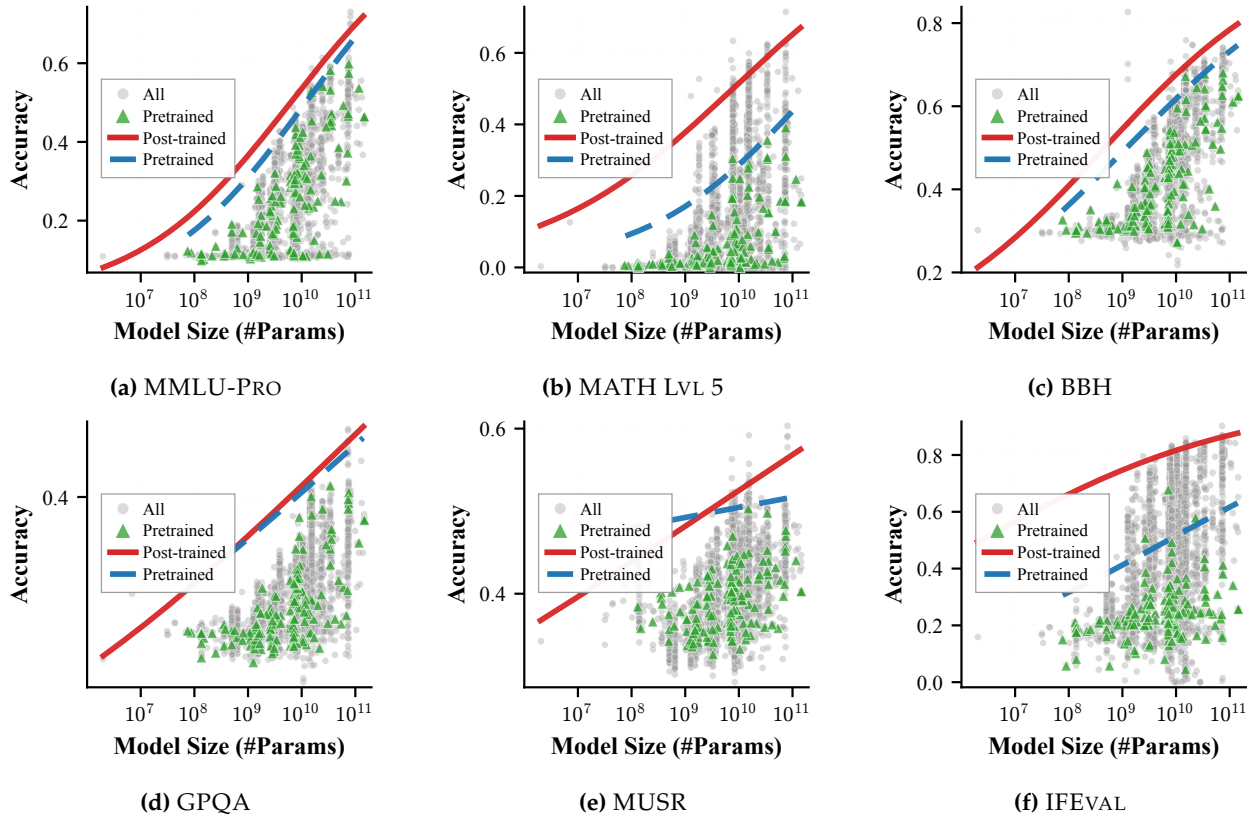 Accuracy
0.6
0.4
0.2
All
Pretrained
Post-trained
Pretrained
10^7
10^8
10^9
10^10
10^11
Model Size (#Params)
(a) MMLU-PRO
Accuracy
0.6
0.4
0.2
0.0
All
Pretrained
Post-trained
Pretrained
10^7
10^8
10^9
10^10
10^11
Model Size (#Params)
(b) MATH LVL 5
Accuracy
0.8
0.6
0.4
0.2
All
Pretrained
Post-trained
Pretrained
10^7
10^8
10^9
10^10
10^11
Model Size (#Params)
(c) BBH
Accuracy
0.4
All
Pretrained
Post-trained
Pretrained
10^7
10^8
10^9
10^10
10^11
Model Size (#Params)
(d) GPQA
Accuracy
0.6
0.4
All
Pretrained
Post-trained
Pretrained
10^7
10^8
10^9
10^10
10^11
Model Size (#Params)
(e) MUSR
Accuracy
0.8
0.6
0.4
0.2
0.0
All
Pretrained
Post-trained
Pretrained
10^7
10^8
10^9
10^10
10^11
Model Size (#Params)
(f) IFEVAL